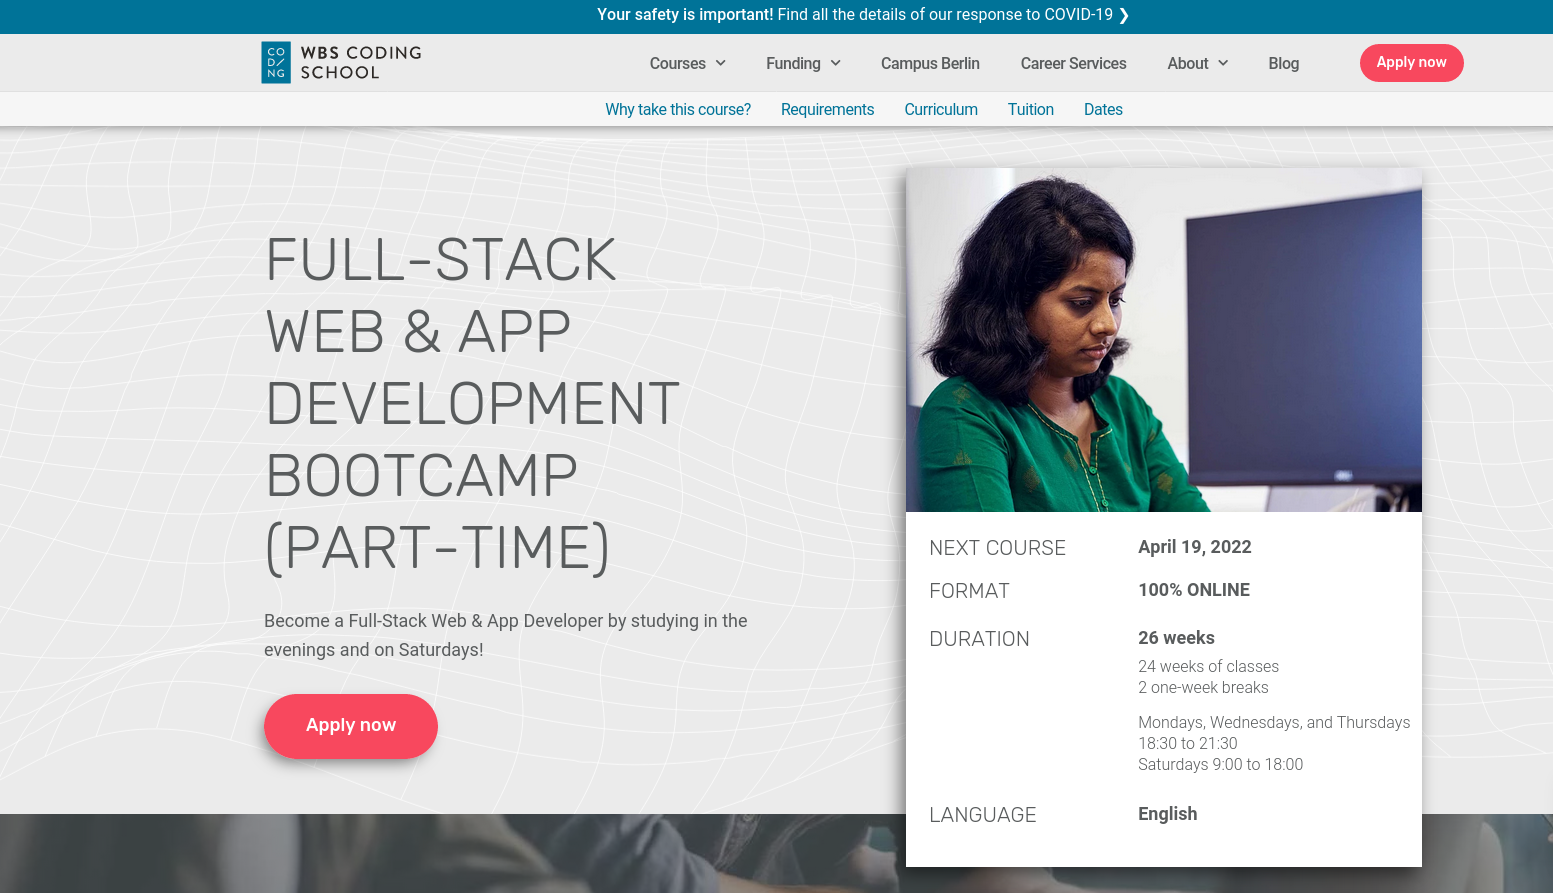 Your safety is important! Find all the details of our response to COVID-19 ❯
CO
D/
NG
WBS CODING
SCHOOL
Courses
Funding
Campus Berlin
Career Services
About
Blog
Apply now
Why take this course?
Requirements
Curriculum
Tuition
Dates
FULL-STACK
WEB & APP
DEVELOPMENT
BOOTCAMP
(PART-TIME)
Become a Full-Stack Web & App Developer by studying in the
evenings and on Saturdays!
Apply now
NEXT COURSE
April 19, 2022
FORMAT
100% ONLINE
DURATION
26 weeks
24 weeks of classes
2 one-week breaks
Mondays, Wednesdays, and Thursdays
18:30 to 21:30
Saturdays 9:00 to 18:00
LANGUAGE
English